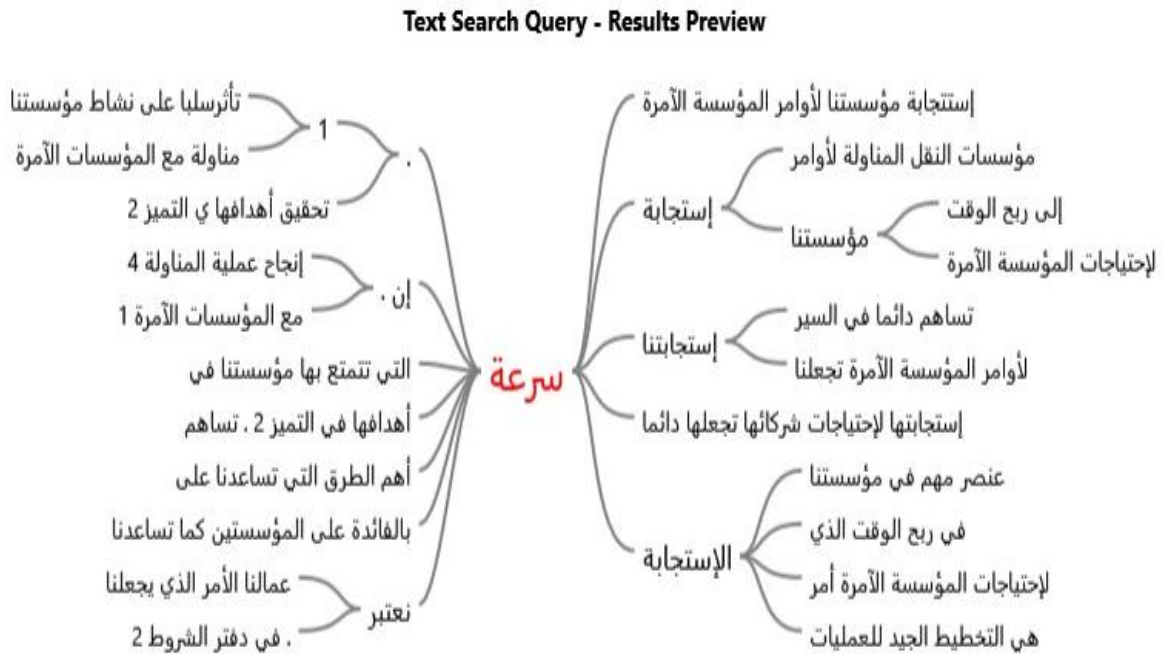 Text Search Query - Results Preview
إستتجابة مؤسستنا لأوامر المؤسسة الآمرة
إستجابة
مؤسسات النقل المناولة لأوامر
مؤسستنا
إلى ربح الوقت
لإحتياجات المؤسسة الآمرة
إستجابتنا
تساهم دائما في السير
لأوامر المؤسسة الآمرة تجعلنا
إستجابتها لإحتياجات شركائها تجعلها دائما
الإستجابة
عنصر مهم في مؤسستنا
في ربح الوقت الذي
لإحتياجات المؤسسة الآمرة أمر
هي التخطيط الجيد للعمليات
سرعة
.
1
تأثرسلبا على نشاط مؤسستنا
مناولة مع المؤسسات الآمرة
تحقيق أهدافها ي التميز 2
إن .
إنجاح عملية المناولة 4
مع المؤسسات الآمرة 1
التي تتمتع بها مؤسستنا في
أهدافها في التميز 2 . تساهم
أهم الطرق التي تساعدنا على
بالفائدة على المؤسستين كما تساعدنا
نعتبر
عمالنا الأمر الذي يجعلنا
. في دفتر الشروط 2